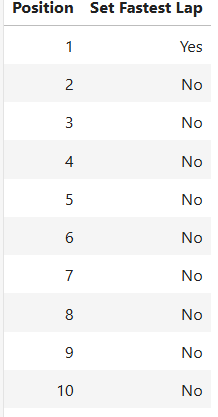 Position Set Fastest Lap
1 Yes
2 No
3 No
4 No
5 No
6 No
7 No
8 No
9 No
10 No